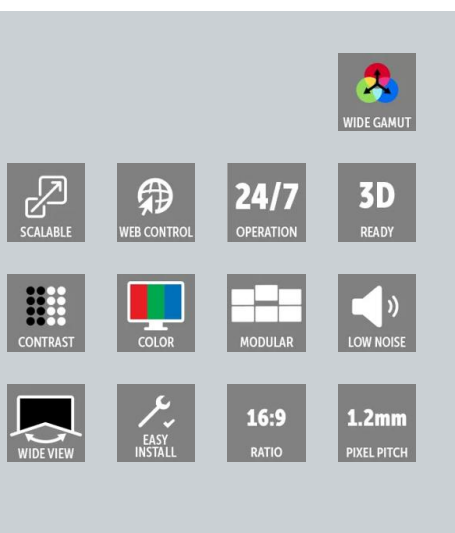 WIDE GAMUT
SCALABLE
WEB CONTROL
24/7
OPERATION
3D
READY
CONTRAST
COLOR
MODULAR
LOW NOISE
WIDE VIEW
EASY
INSTALL
16:9
RATIO
1.2mm
PIXEL PITCH